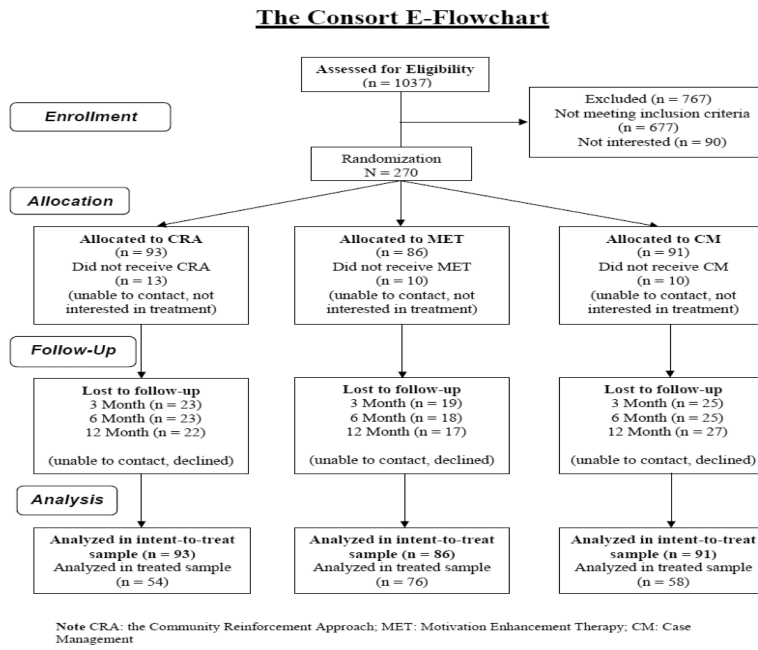 The Consort E-Flowchart
Assessed for Eligibility
(n = 1037)
Enrollment
Excluded (n = 767)
Not meeting inclusion criteria
(n = 677)
Not interested (n = 90)
Randomization
N = 270
Allocation
Allocated to CRA
(n = 93)
Did not receive CRA
(n = 13)
(unable to contact, not
interested in treatment)
Allocated to MET
(n = 86)
Did not receive MET
(n = 10)
(unable to contact, not
interested in treatment)
Allocated to CM
(n = 91)
Did not receive CM
(n = 10)
(unable to contact, not
interested in treatment)
Follow-Up
Lost to follow-up
3 Month (n = 23)
6 Month (n = 23)
12 Month (n = 22)
(unable to contact, declined)
Lost to follow-up
3 Month (n = 19)
6 Month (n = 18)
12 Month (n = 17)
(unable to contact, declined)
Lost to follow-up
3 Month (n = 25)
6 Month (n = 25)
12 Month (n = 27)
(unable to contact, declined)
Analysis
Analyzed in intent-to-treat
sample (n = 93)
Analyzed in treated sample
(n = 54)
Analyzed in intent-to-treat
sample (n = 86)
Analyzed in treated sample
(n = 76)
Analyzed in intent-to-treat
sample (n = 91)
Analyzed in treated sample
(n = 58)
Note CRA: the Community Reinforcement Approach; MET: Motivation Enhancement Therapy; CM: Case
Management